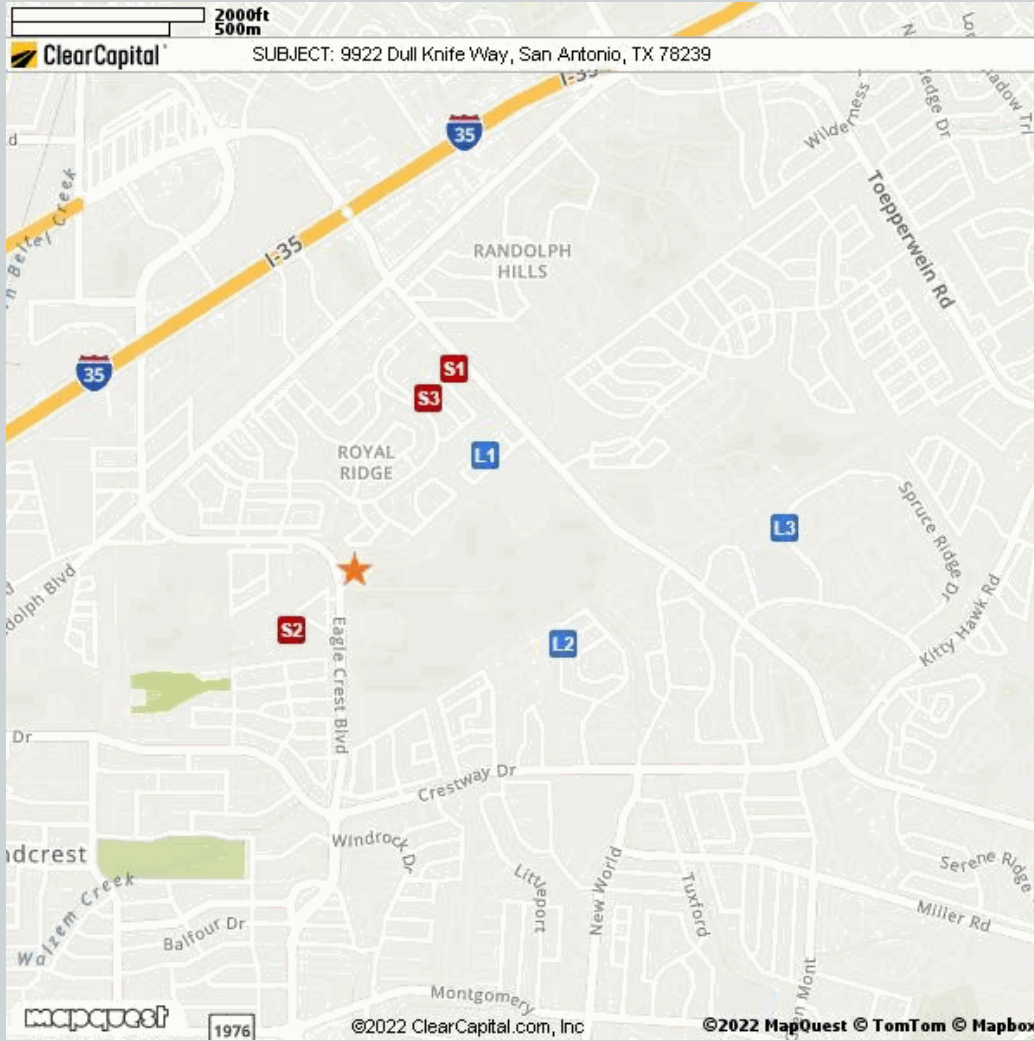 2000ft
500m
ClearCapital
SUBJECT: 9922 Dull Knife Way, San Antonio, TX 78239
I-35
35
Wilderness
Toepperwein Rd
Creek
I-35
RANDOLPH
HILLS
35
S1
S3
L1
ROYAL
RIDGE
Spruce Ridge Dr
L3
S2
L2
Kitty Hawk Rd
Eagle Crest Blvd
Dr
Crestway Dr
Windrock Dr
ndcrest
Walzem Creek
Balfour Dr
Littleport
New World
Tuxford
Serene Ridge
Miller Rd
Montgomery
mapquest
1976
©2022 ClearCapital.com, Inc
©2022 MapQuest © TomTom © Mapbox